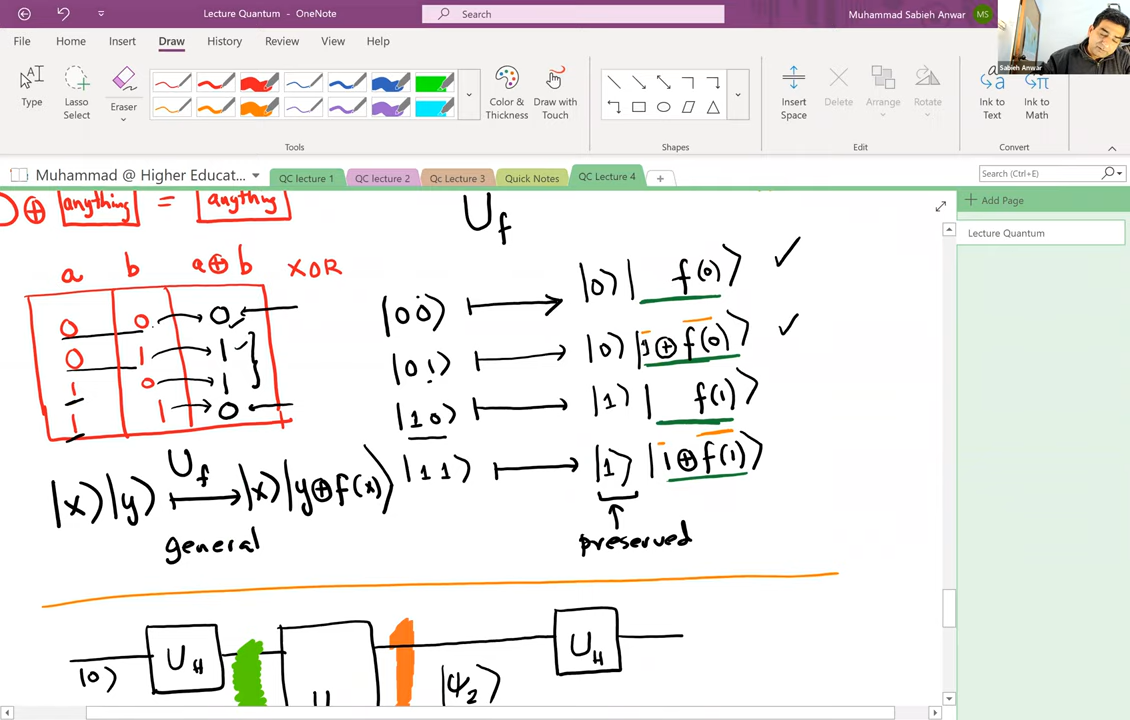 Lecture Quantum - OneNote
Search
Muhammad Sabieh Anwar
MS
File Home Insert Draw History Review View Help
Sabieh Anwar
Type
Lasso Select
Eraser
Color & Thickness
Draw with Touch
Insert Space
Delete
Arrange
Rotate
Ink to Text
Ink to Math
Tools
Shapes
Edit
Convert
Muhammad @ Higher Educat...
QC lecture 1
QC lecture 2
QC Lecture 3
Quick Notes
QC Lecture 4
Search (Ctrl+E)
Add Page
Lecture Quantum
0 ⊕ anything = anything
U_f
a b a⊕b XOR
0 0 → 0
0 1 → 1
1 0 → 1
1 1 → 0
|00⟩ ⟼ |0⟩| f(0)⟩ ✓
|01⟩ ⟼ |0⟩|1⊕f(0)⟩ ✓
|10⟩ ⟼ |1⟩| f(1)⟩
|11⟩ ⟼ |1⟩|1⊕f(1)⟩
|x⟩|y⟩ U_f ⟼ |x⟩|y⊕f(x)⟩
general
preserved
|0⟩ U_H
U
|ψ_2⟩
U_H